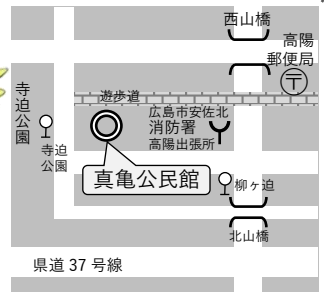 西山橋
高陽
郵便局
〒
遊歩道
寺迫公園
広島市安佐北
消防署
高陽出張所
寺迫
公園
真亀公民館
柳ヶ迫
北山橋
県道 37 号線